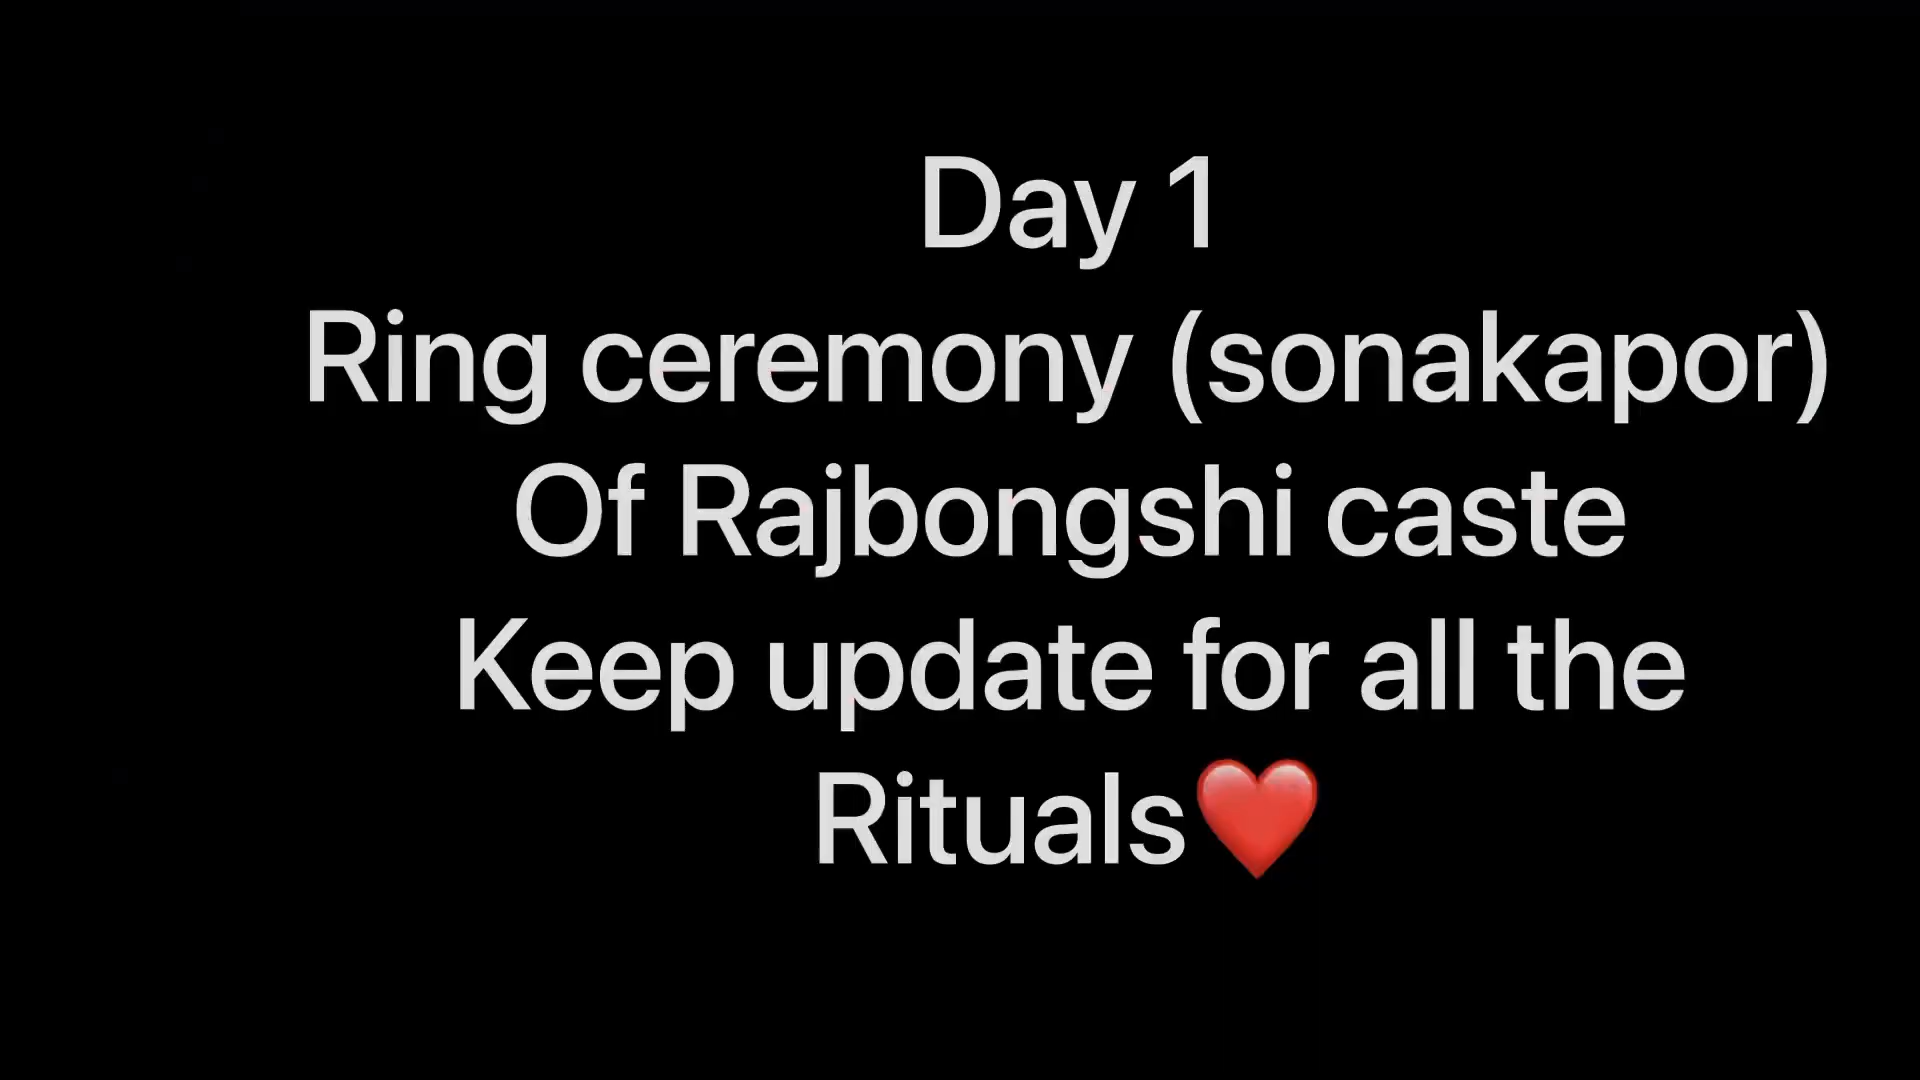 Day 1
Ring ceremony (sonakapor)
Of Rajbongshi caste
Keep update for all the
Rituals❤️